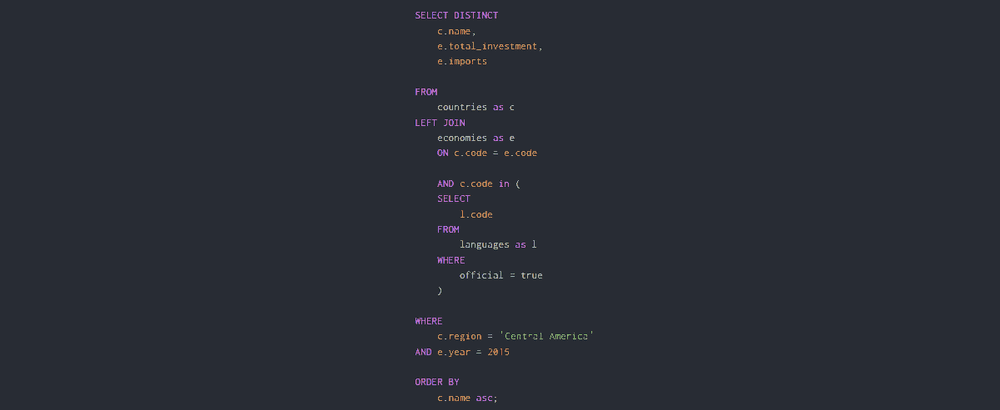 SELECT DISTINCT
c.name,
e.total_investment,
e.imports
FROM
countries as c
LEFT JOIN
economies as e
ON c.code = e.code
AND c.code in (
SELECT
l.code
FROM
languages as l
WHERE
official = true
)
WHERE
c.region = 'Central America'
AND e.year = 2015
ORDER BY
c.name asc;